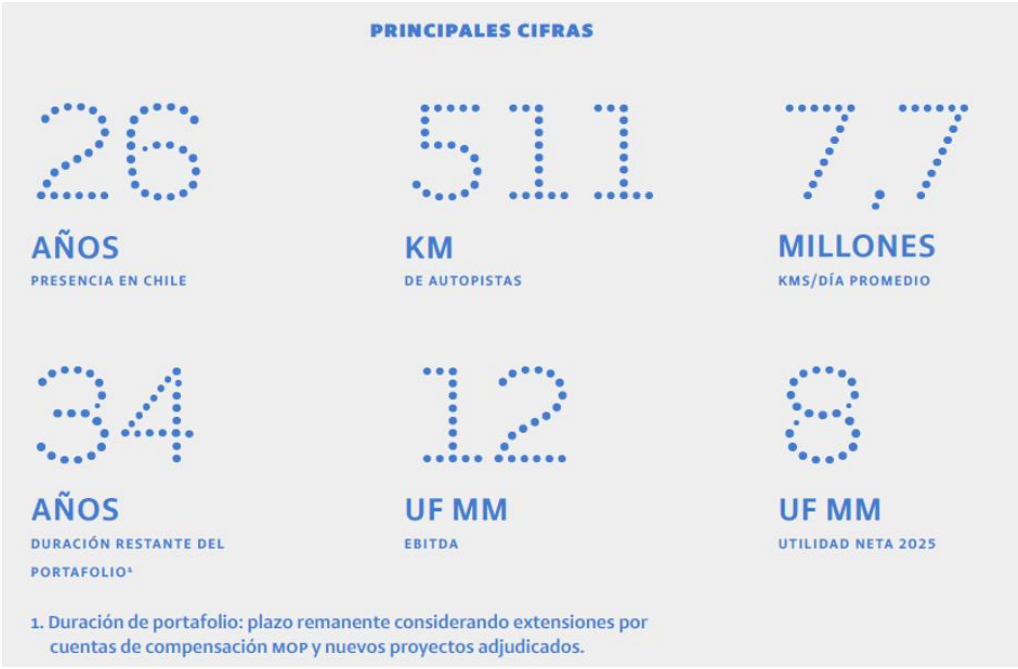 PRINCIPALES CIFRAS
26
AÑOS
PRESENCIA EN CHILE
511
KM
DE AUTOPISTAS
7,7
MILLONES
KMS/DÍA PROMEDIO
34
AÑOS
DURACIÓN RESTANTE DEL
PORTAFOLIO¹
12
UF MM
EBITDA
8
UF MM
UTILIDAD NETA 2025
1. Duración de portafolio: plazo remanente considerando extensiones por
cuentas de compensación MOP y nuevos proyectos adjudicados.